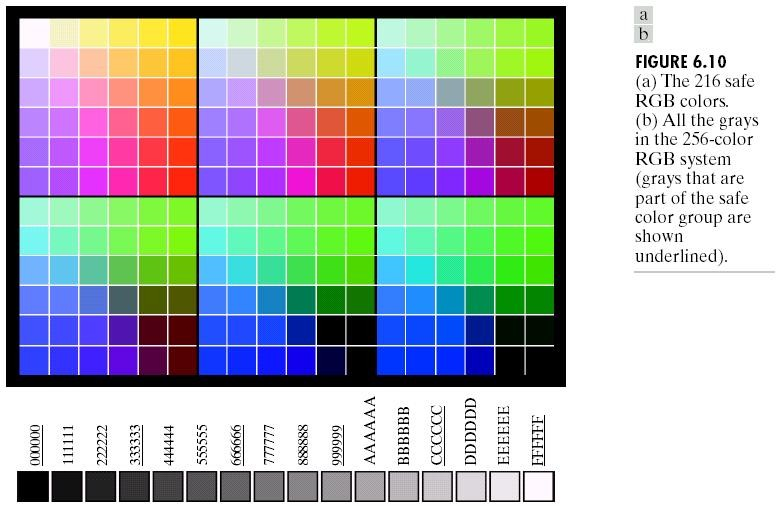 a
b
FIGURE 6.10
(a) The 216 safe
RGB colors.
(b) All the grays
in the 256-color
RGB system
(grays that are
part of the safe
color group are
shown
underlined).
000000
111111
222222
333333
444444
555555
666666
777777
888888
999999
AAAAAA
BBBBBB
CCCCCC
DDDDDD
EEEEEE
FFFFFF